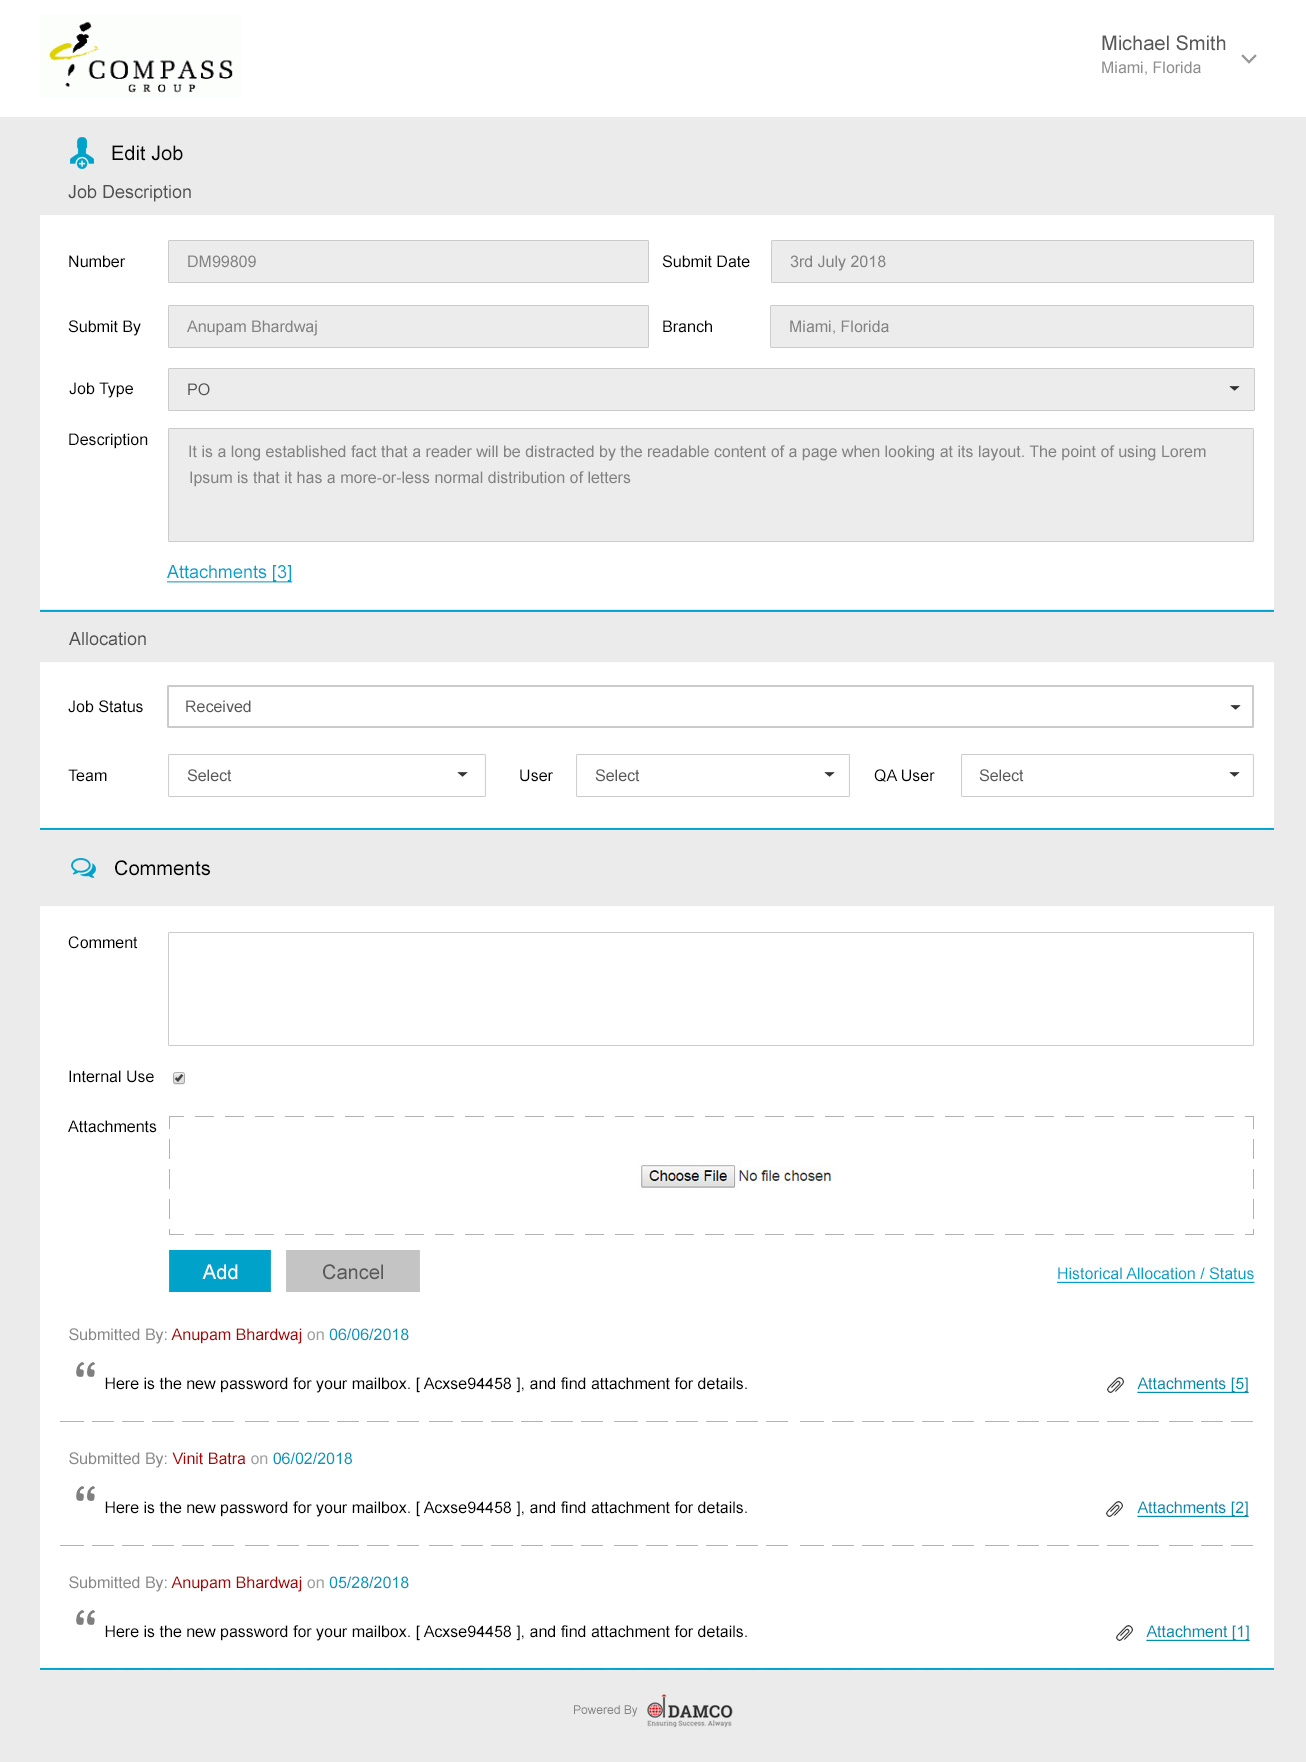 COMPASS
GROUP
Michael Smith
Miami, Florida
Edit Job
Job Description
Number DM99809 Submit Date 3rd July 2018
Submit By Anupam Bhardwaj Branch Miami, Florida
Job Type PO
Description It is a long established fact that a reader will be distracted by the readable content of a page when looking at its layout. The point of using Lorem
Ipsum is that it has a more-or-less normal distribution of letters
Attachments [3]
Allocation
Job Status Received
Team Select User Select QA User Select
Comments
Comment
Internal Use
Attachments
Choose File No file chosen
Add Cancel Historical Allocation / Status
Submitted By: Anupam Bhardwaj on 06/06/2018
“ Here is the new password for your mailbox. [ Acxse94458 ], and find attachment for details. Attachments [5]
Submitted By: Vinit Batra on 06/02/2018
“ Here is the new password for your mailbox. [ Acxse94458 ], and find attachment for details. Attachments [2]
Submitted By: Anupam Bhardwaj on 05/28/2018
“ Here is the new password for your mailbox. [ Acxse94458 ], and find attachment for details. Attachment [1]
Powered By DAMCO
Ensuring Success. Always